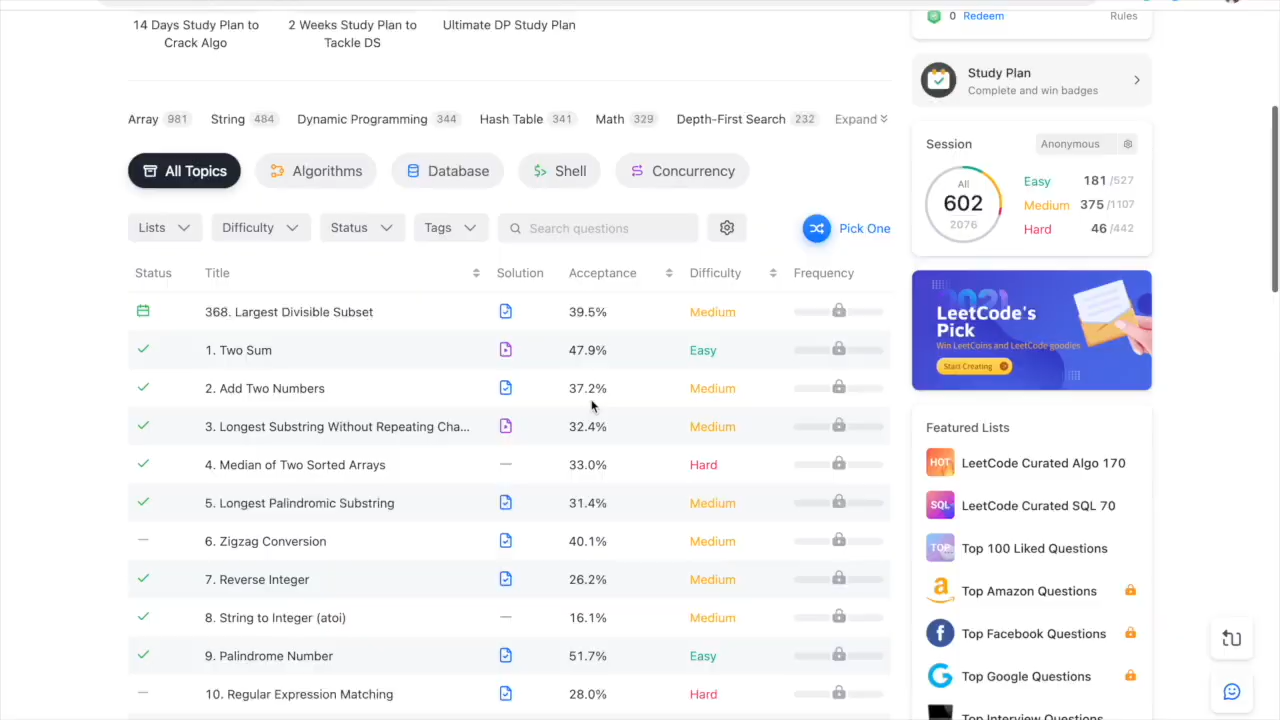 14 Days Study Plan to
Crack Algo
2 Weeks Study Plan to
Tackle DS
Ultimate DP Study Plan
0 Redeem Rules
Study Plan
Complete and win badges
Array 981 String 484 Dynamic Programming 344 Hash Table 341 Math 329 Depth-First Search 232 Expand
All Topics Algorithms Database Shell Concurrency
Lists Difficulty Status Tags Search questions Pick One
Status Title Solution Acceptance Difficulty Frequency
368. Largest Divisible Subset 39.5% Medium
1. Two Sum 47.9% Easy
2. Add Two Numbers 37.2% Medium
3. Longest Substring Without Repeating Cha... 32.4% Medium
4. Median of Two Sorted Arrays 33.0% Hard
5. Longest Palindromic Substring 31.4% Medium
6. Zigzag Conversion 40.1% Medium
7. Reverse Integer 26.2% Medium
8. String to Integer (atoi) 16.1% Medium
9. Palindrome Number 51.7% Easy
10. Regular Expression Matching 28.0% Hard
Session Anonymous
All
602
2076
Easy 181 /527
Medium 375 /1107
Hard 46 /442
2021
LeetCode's
Pick
Win LeetCoins and LeetCode goodies
Start Creating
Featured Lists
HOT LeetCode Curated Algo 170
SQL LeetCode Curated SQL 70
TOP Top 100 Liked Questions
Top Amazon Questions
Top Facebook Questions
Top Google Questions
Top Interview Questions